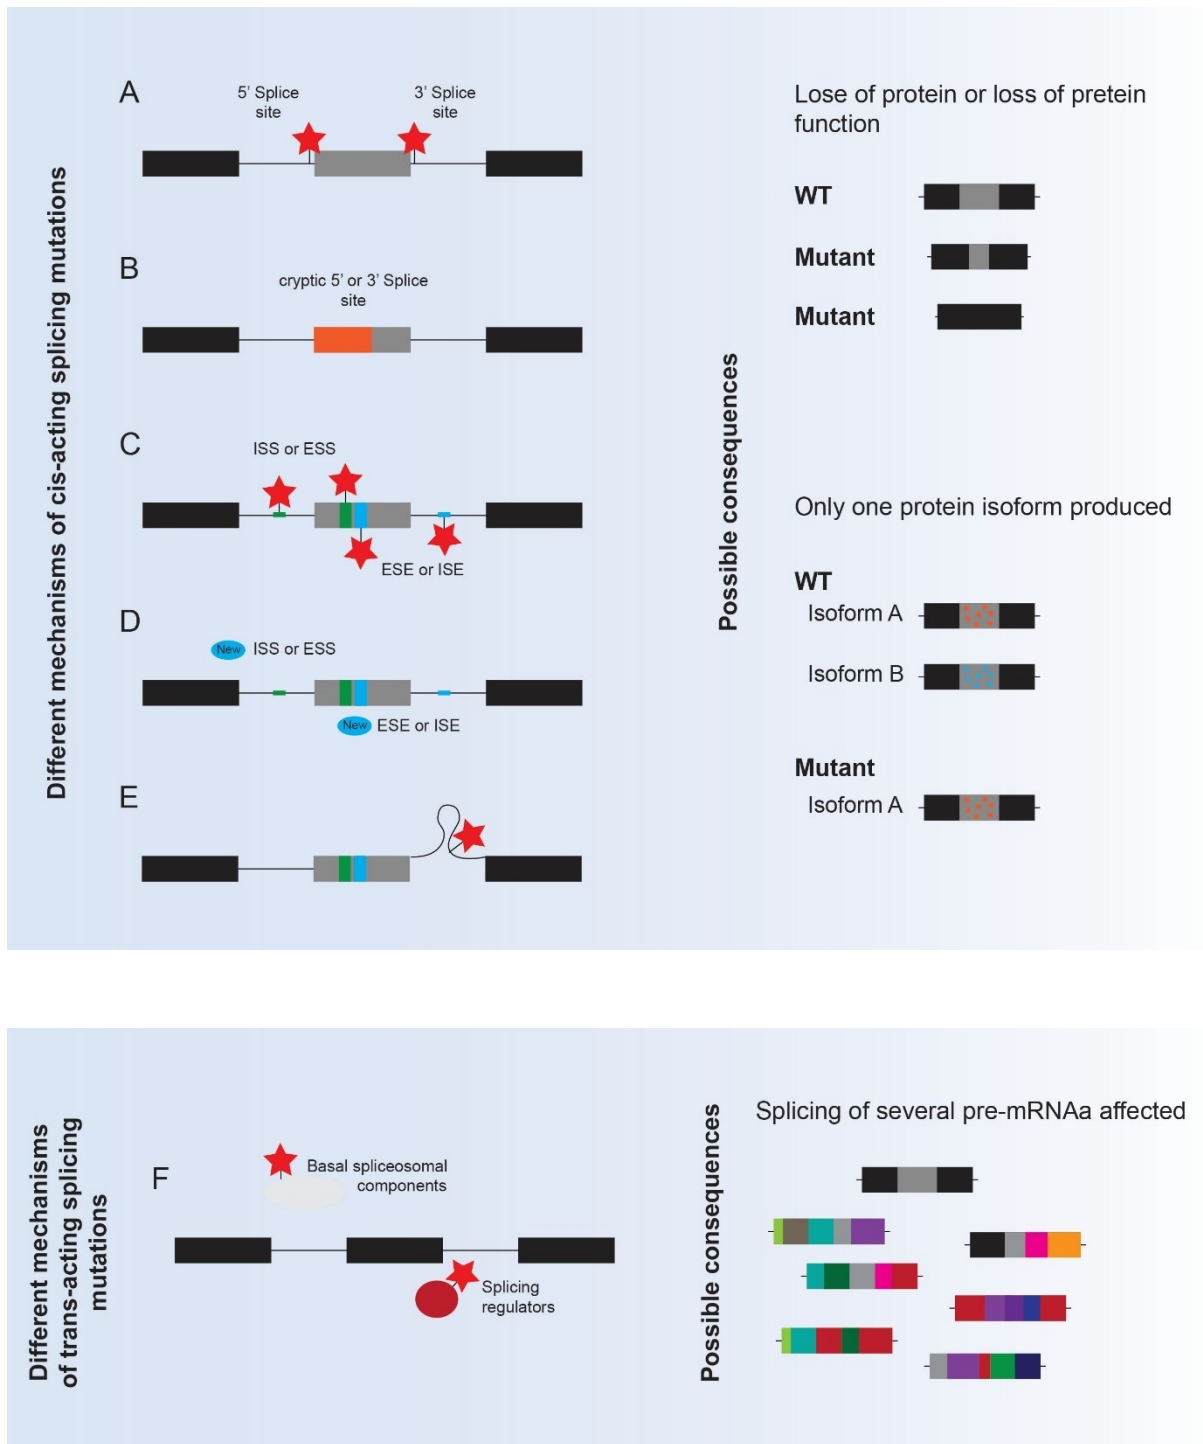 Different mechanisms of cis-acting splicing mutations
A
5' Splice
site
3' Splice
site
B
cryptic 5' or 3' Splice
site
C
ISS or ESS
ESE or ISE
D
New
ISS or ESS
New
ESE or ISE
E
Possible consequences
Lose of protein or loss of pretein
function
WT
Mutant
Mutant
Only one protein isoform produced
WT
Isoform A
Isoform B
Mutant
Isoform A
Different mechanisms
of trans-acting splicing
mutations
F
Basal spliceosomal
components
Splicing
regulators
Possible consequences
Splicing of several pre-mRNAa affected